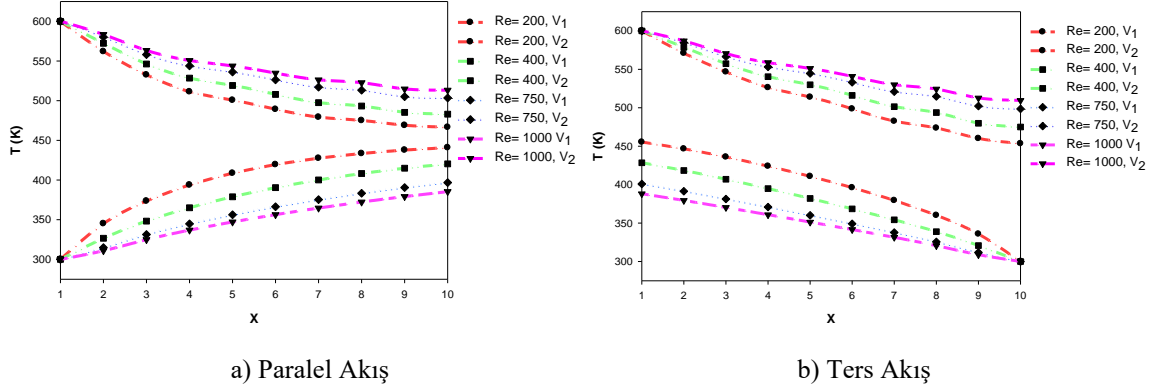 600
550
500
450
400
350
300
T (K)
1 2 3 4 5 6 7 8 9 10
X
Re= 200, V1
Re= 200, V2
Re= 400, V1
Re= 400, V2
Re= 750, V1
Re= 750, V2
Re= 1000 V1
Re= 1000, V2
a) Paralel Akış
600
550
500
450
400
350
300
T (K)
1 2 3 4 5 6 7 8 9 10
X
Re= 200, V1
Re= 200, V2
Re= 400, V1
Re= 400, V2
Re= 750, V1
Re= 750, V2
Re= 1000 V1
Re= 1000, V2
b) Ters Akış